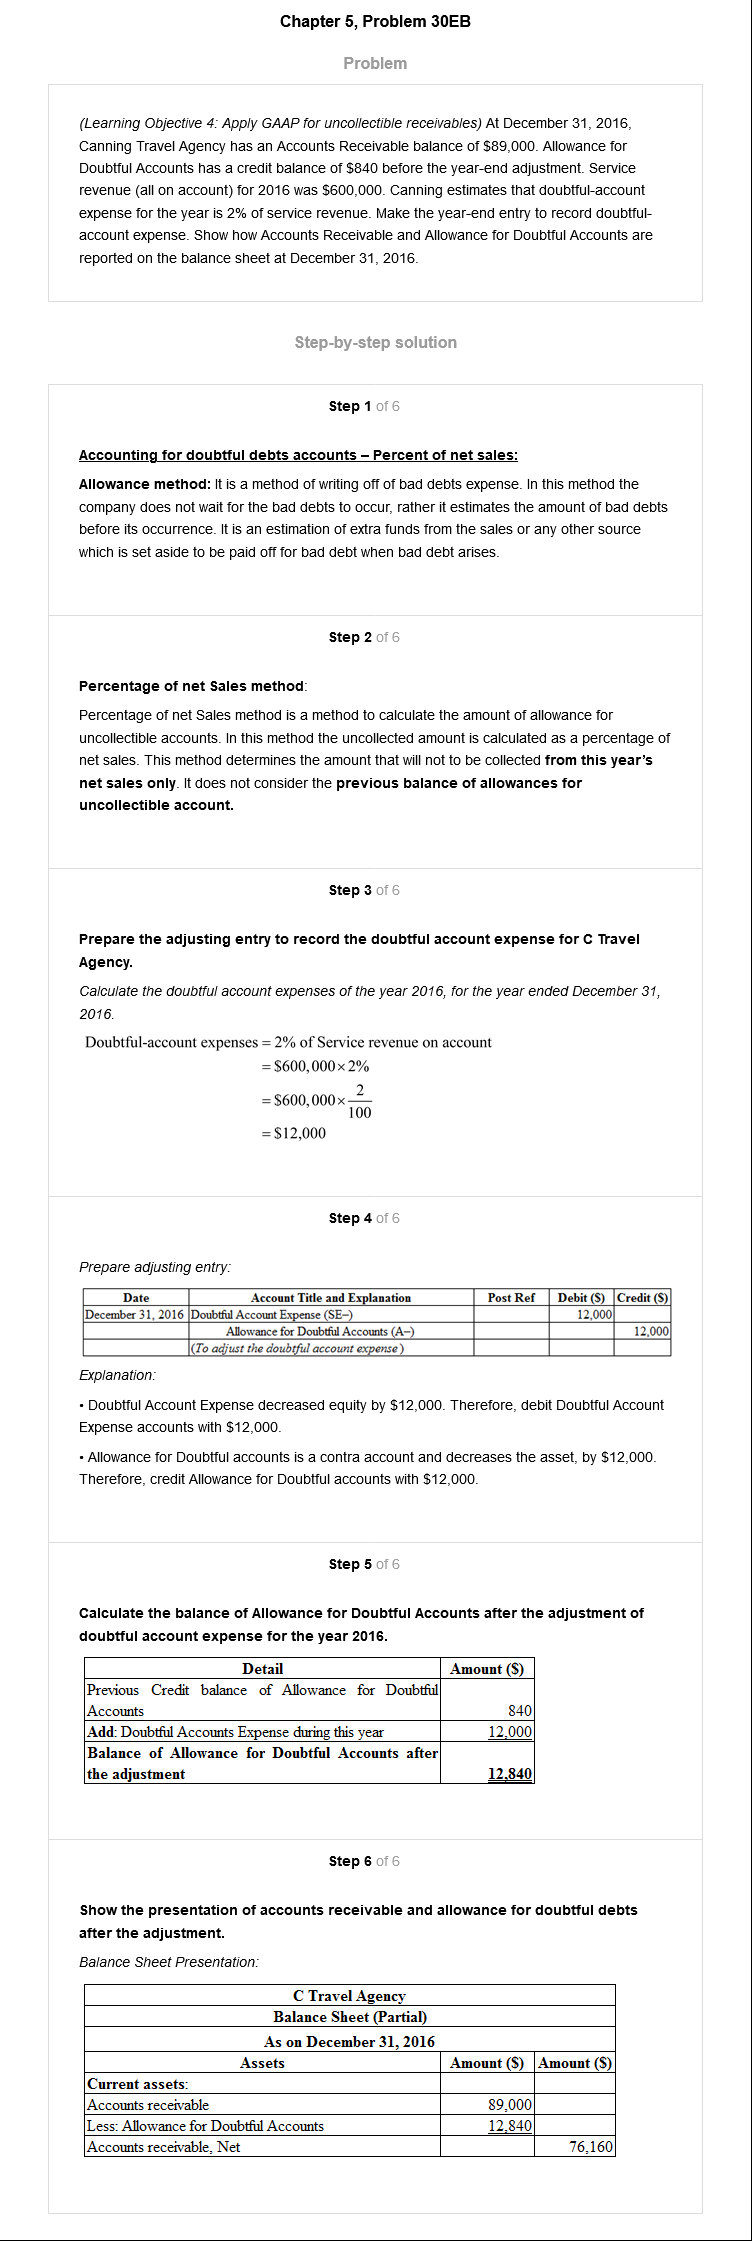 Chapter 5, Problem 30EB
Problem
(Learning Objective 4: Apply GAAP for uncollectible receivables) At December 31, 2016,
Canning Travel Agency has an Accounts Receivable balance of $89,000. Allowance for
Doubtful Accounts has a credit balance of $840 before the year-end adjustment. Service
revenue (all on account) for 2016 was $600,000. Canning estimates that doubtful-account
expense for the year is 2% of service revenue. Make the year-end entry to record doubtful-
account expense. Show how Accounts Receivable and Allowance for Doubtful Accounts are
reported on the balance sheet at December 31, 2016.
Step-by-step solution
Step 1 of 6
Accounting for doubtful debts accounts – Percent of net sales:
Allowance method: It is a method of writing off of bad debts expense. In this method the
company does not wait for the bad debts to occur, rather it estimates the amount of bad debts
before its occurrence. It is an estimation of extra funds from the sales or any other source
which is set aside to be paid off for bad debt when bad debt arises.
Step 2 of 6
Percentage of net Sales method:
Percentage of net Sales method is a method to calculate the amount of allowance for
uncollectible accounts. In this method the uncollected amount is calculated as a percentage of
net sales. This method determines the amount that will not to be collected from this year's
net sales only. It does not consider the previous balance of allowances for
uncollectible account.
Step 3 of 6
Prepare the adjusting entry to record the doubtful account expense for C Travel
Agency.
Calculate the doubtful account expenses of the year 2016, for the year ended December 31,
2016.
Doubtful-account expenses = 2% of Service revenue on account
= $600,000 × 2%
= $600,000 × 2/100
= $12,000
Step 4 of 6
Prepare adjusting entry:
Date Account Title and Explanation Post Ref Debit ($) Credit ($)
December 31, 2016 Doubtful Account Expense (SE–) 12,000
Allowance for Doubtful Accounts (A–) 12,000
(To adjust the doubtful account expense)
Explanation:
• Doubtful Account Expense decreased equity by $12,000. Therefore, debit Doubtful Account
Expense accounts with $12,000.
• Allowance for Doubtful accounts is a contra account and decreases the asset, by $12,000.
Therefore, credit Allowance for Doubtful accounts with $12,000.
Step 5 of 6
Calculate the balance of Allowance for Doubtful Accounts after the adjustment of
doubtful account expense for the year 2016.
Detail Amount ($)
Previous Credit balance of Allowance for Doubtful
Accounts 840
Add: Doubtful Accounts Expense during this year 12,000
Balance of Allowance for Doubtful Accounts after
the adjustment 12,840
Step 6 of 6
Show the presentation of accounts receivable and allowance for doubtful debts
after the adjustment.
Balance Sheet Presentation:
C Travel Agency
Balance Sheet (Partial)
As on December 31, 2016
Assets Amount ($) Amount ($)
Current assets:
Accounts receivable 89,000
Less: Allowance for Doubtful Accounts 12,840
Accounts receivable, Net 76,160